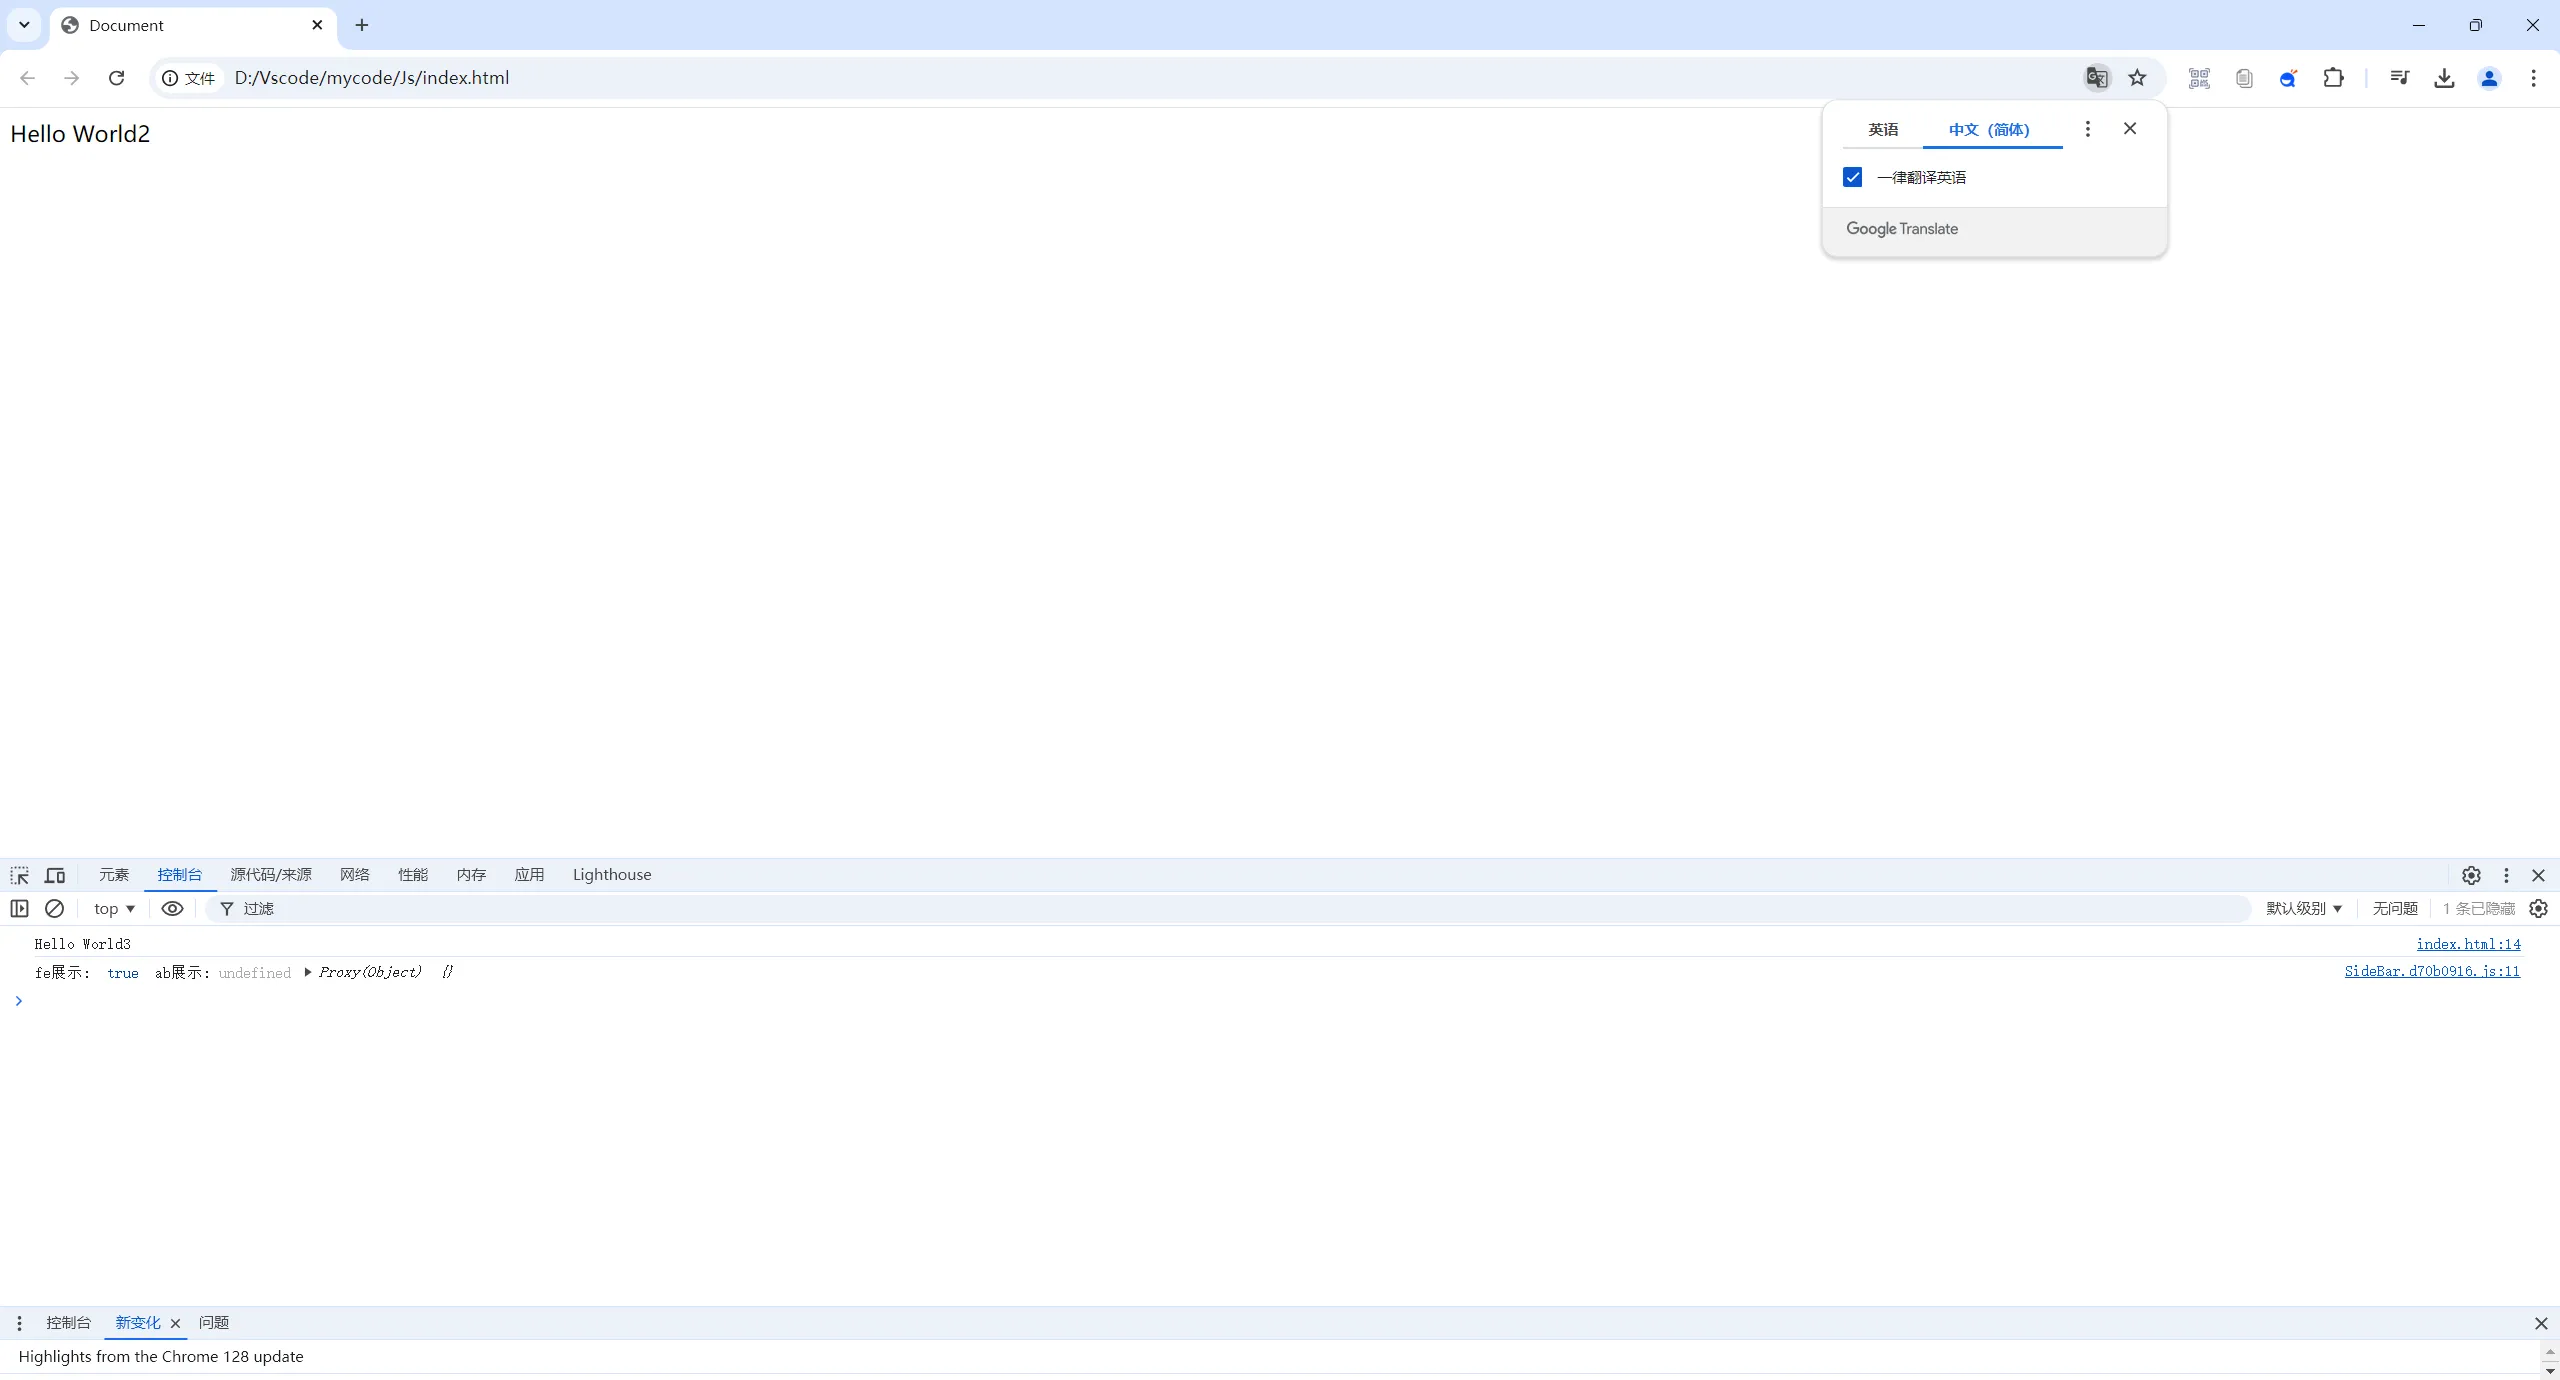 Document
文件 D:/Vscode/mycode/Js/index.html
Hello World2
英语 中文（简体）
一律翻译英语
Google Translate
元素 控制台 源代码/来源 网络 性能 内存 应用 Lighthouse
top 过滤 默认级别 无问题 1 条已隐藏
Hello World3 index.html:14
fe展示： true ab展示：undefined Proxy(Object) {} SideBar.d70b0916.js:11
控制台 新变化 问题
Highlights from the Chrome 128 update